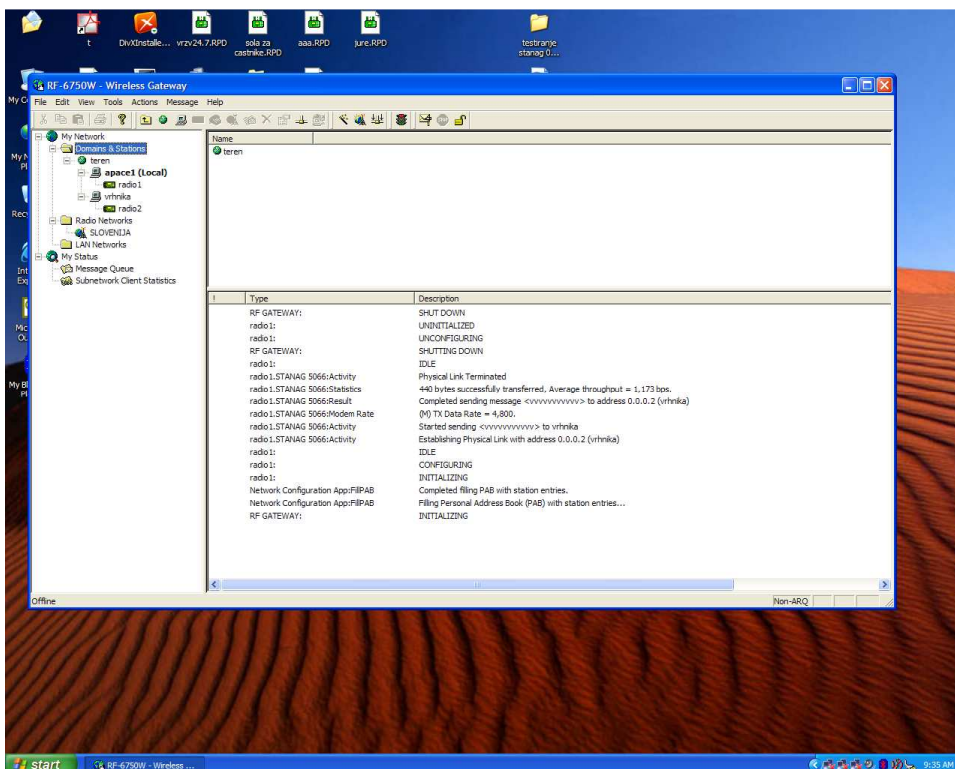 t
DivXInstalle...
vrzv24.7.RPD
sola za
castnike.RPD
aaa.RPD
jure.RPD
testiranje
stanag 0...
RF-6750W - Wireless Gateway
File Edit View Tools Actions Message Help
My Network
Domains & Stations
teren
apace1 (Local)
radio1
vrhnika
radio2
Radio Networks
SLOVENIJA
LAN Networks
My Status
Message Queue
Subnetwork Client Statistics
Name
teren
! Type Description
RF GATEWAY: SHUT DOWN
radio1: UNINITIALIZED
radio1: UNCONFIGURING
RF GATEWAY: SHUTTING DOWN
radio1: IDLE
radio1.STANAG 5066:Activity Physical Link Terminated
radio1.STANAG 5066:Statistics 440 bytes successfully transferred, Average throughput = 1,173 bps.
radio1.STANAG 5066:Result Completed sending message <vvvvvvvvvvv> to address 0.0.0.2 (vrhnika)
radio1.STANAG 5066:Modem Rate (M) TX Data Rate = 4,800.
radio1.STANAG 5066:Activity Started sending <vvvvvvvvvvv> to vrhnika
radio1.STANAG 5066:Activity Establishing Physical Link with address 0.0.0.2 (vrhnika)
radio1: IDLE
radio1: CONFIGURING
radio1: INITIALIZING
Network Configuration App:FillPAB Completed filling PAB with station entries.
Network Configuration App:FillPAB Filling Personal Address Book (PAB) with station entries...
RF GATEWAY: INITIALIZING
Offline
Non-ARQ
start
RF-6750W - Wireless ...
9:35 AM